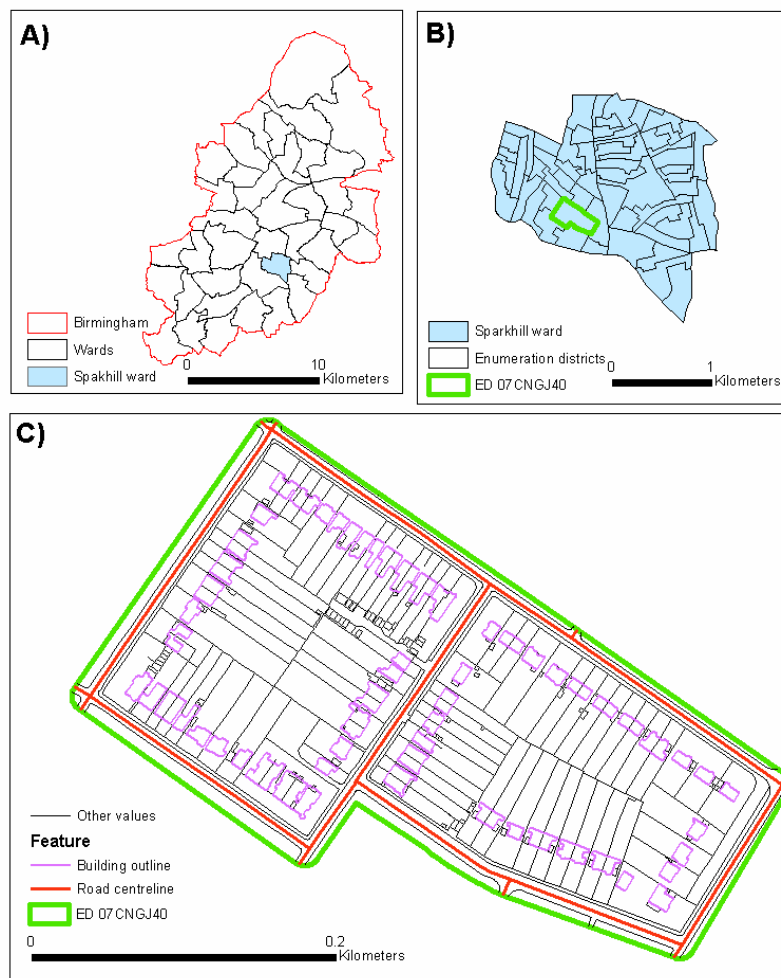 A)
Birmingham
Wards
Spakhill ward
0 10
Kilometers
B)
Sparkhill ward
Enumeration districts
ED 07CNGJ40
0 1
Kilometers
C)
Other values
Feature
Building outline
Road centreline
ED 07CNGJ40
0 0.2
Kilometers